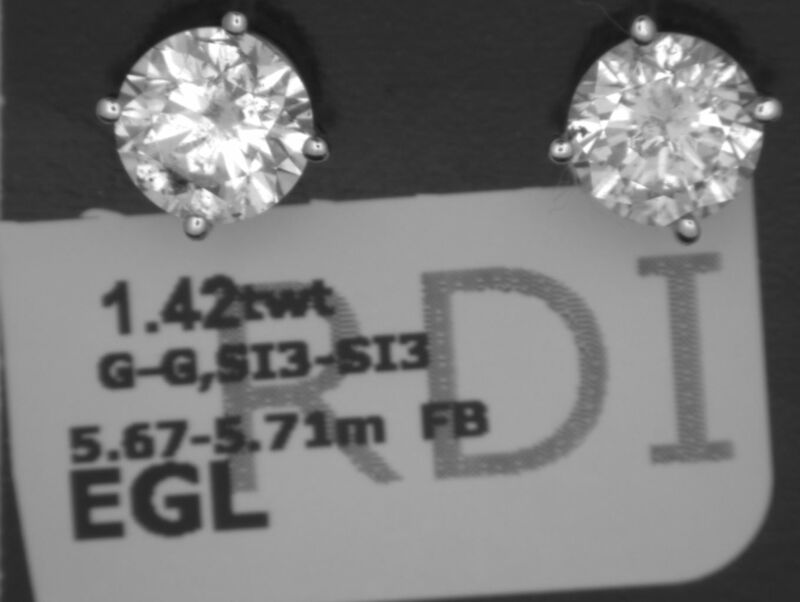 RDI
1.42twt
G-G,SI3-SI3
5.67-5.71m FB
EGL